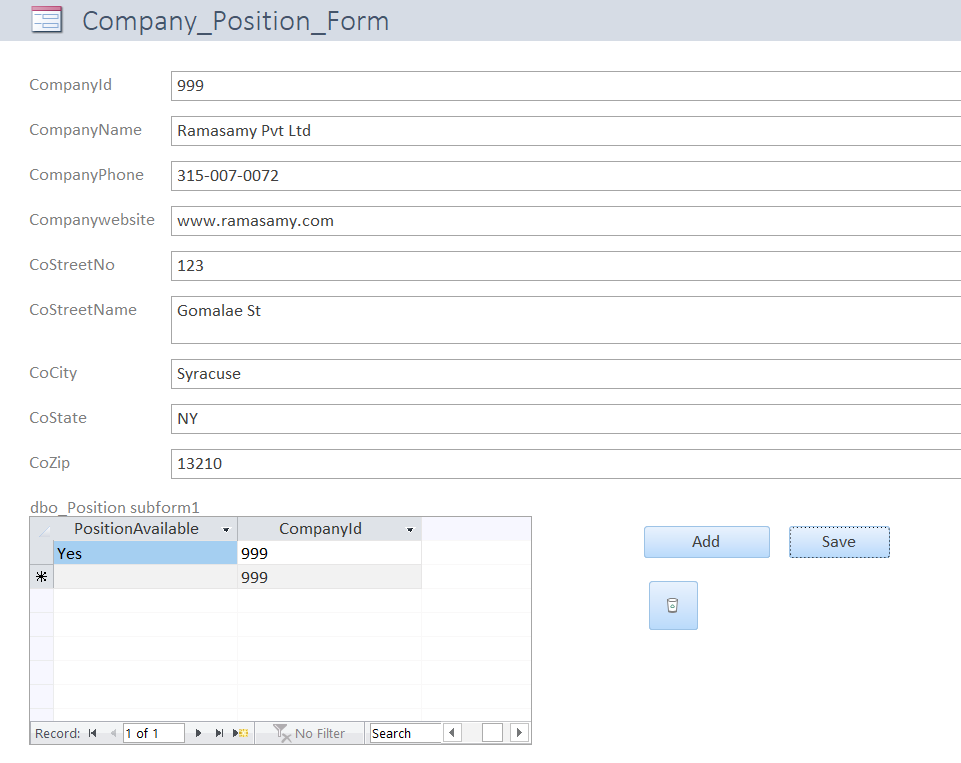 Company_Position_Form
CompanyId 999
CompanyName Ramasamy Pvt Ltd
CompanyPhone 315-007-0072
Companywebsite www.ramasamy.com
CoStreetNo 123
CoStreetName Gomalae St
CoCity Syracuse
CoState NY
CoZip 13210
dbo_Position subform1
PositionAvailable CompanyId
Yes 999
999
Add Save
Record: 1 of 1 No Filter Search